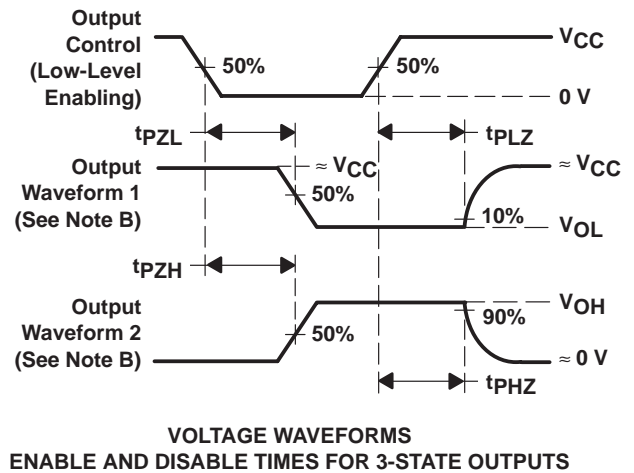 Output
Control
(Low-Level
Enabling)
50%
50%
VCC
0 V
tPZL
tPLZ
Output
Waveform 1
(See Note B)
≈ VCC
50%
≈ VCC
10%
VOL
tPZH
Output
Waveform 2
(See Note B)
50%
VOH
90%
≈ 0 V
tPHZ
VOLTAGE WAVEFORMS
ENABLE AND DISABLE TIMES FOR 3-STATE OUTPUTS